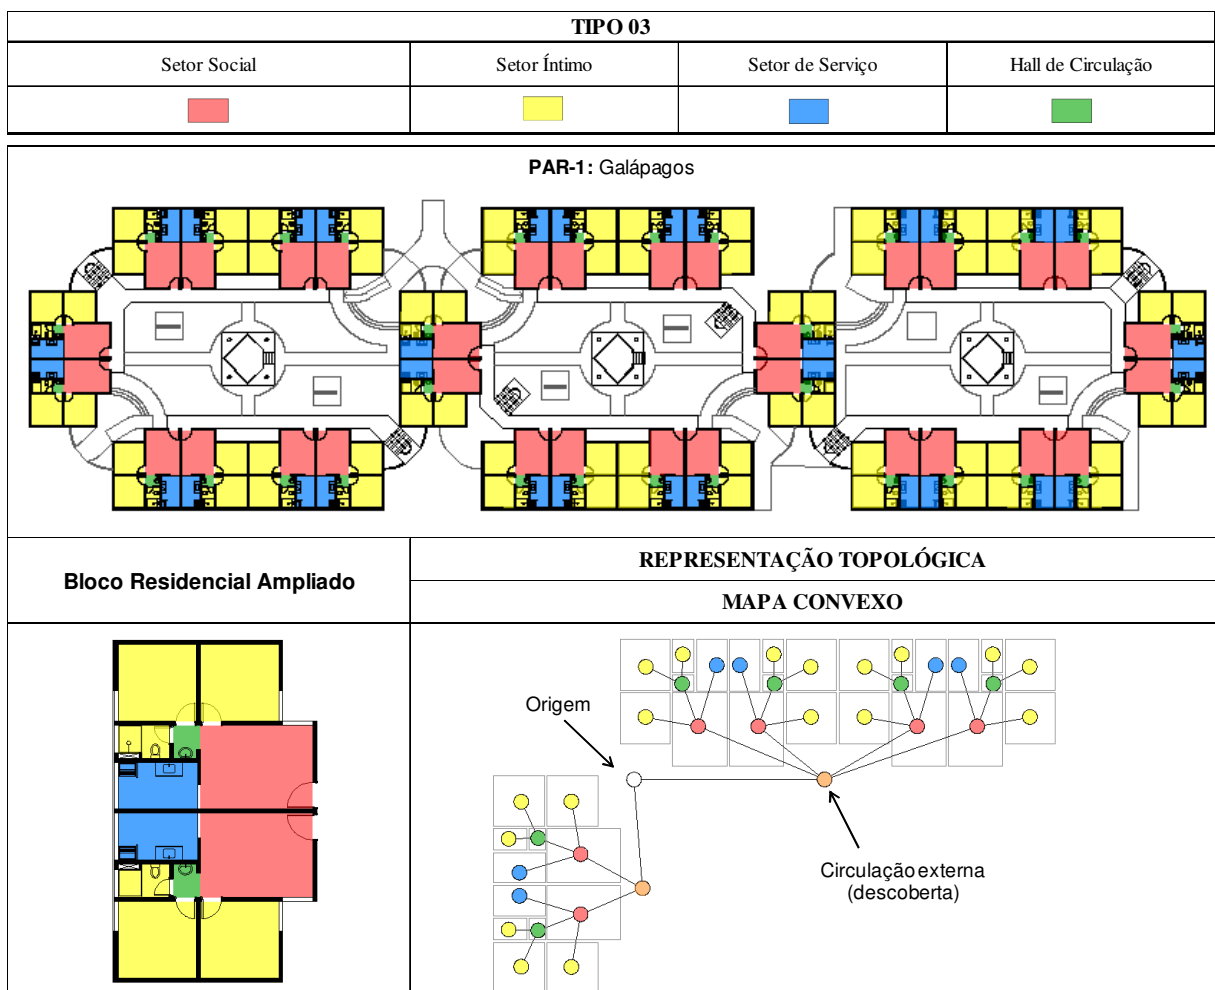 TIPO 03
Setor Social
Setor Íntimo
Setor de Serviço
Hall de Circulação
PAR-1: Galápagos
Bloco Residencial Ampliado
REPRESENTAÇÃO TOPOLÓGICA
MAPA CONVEXO
Origem
Circulação externa
(descoberta)